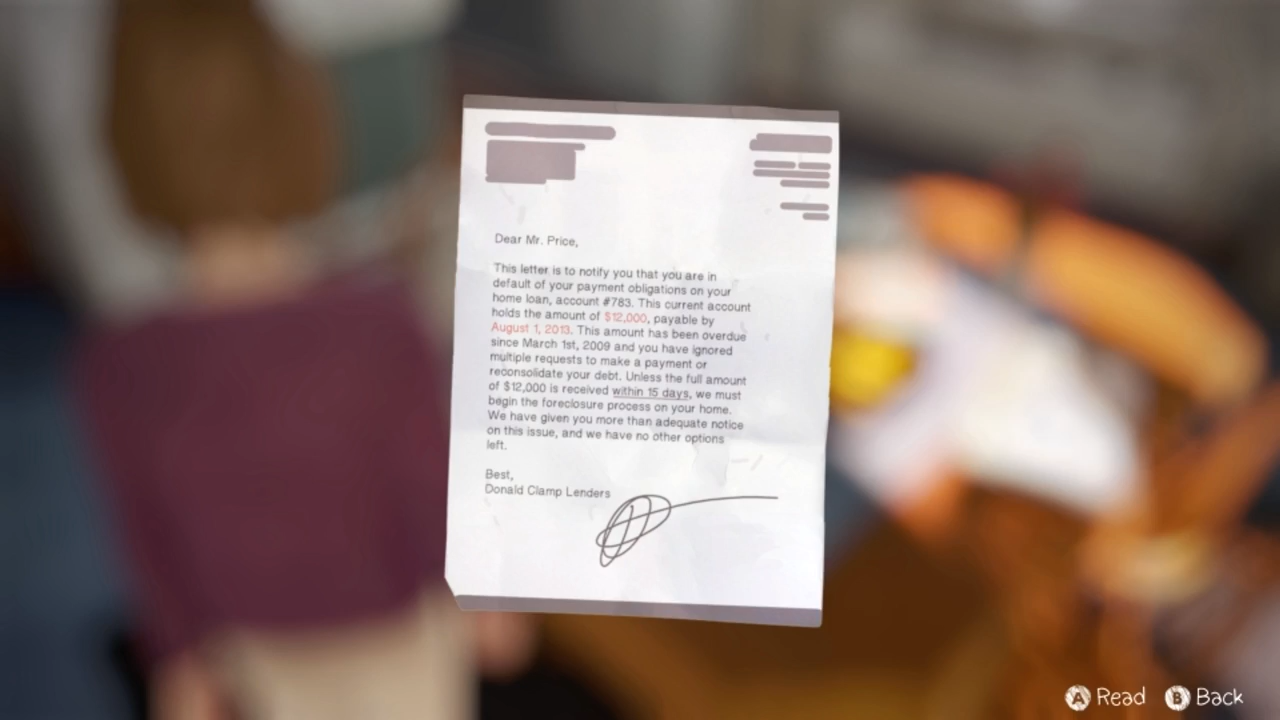 Dear Mr. Price,
This letter is to notify you that you are in
default of your payment obligations on your
home loan, account #783. This current account
holds the amount of $12,000, payable by
August 1, 2013. This amount has been overdue
since March 1st, 2009 and you have ignored
multiple requests to make a payment or
reconsolidate your debt. Unless the full amount
of $12,000 is received within 15 days, we must
begin the foreclosure process on your home.
We have given you more than adequate notice
on this issue, and we have no other options
left.
Best,
Donald Clamp Lenders
A Read B Back